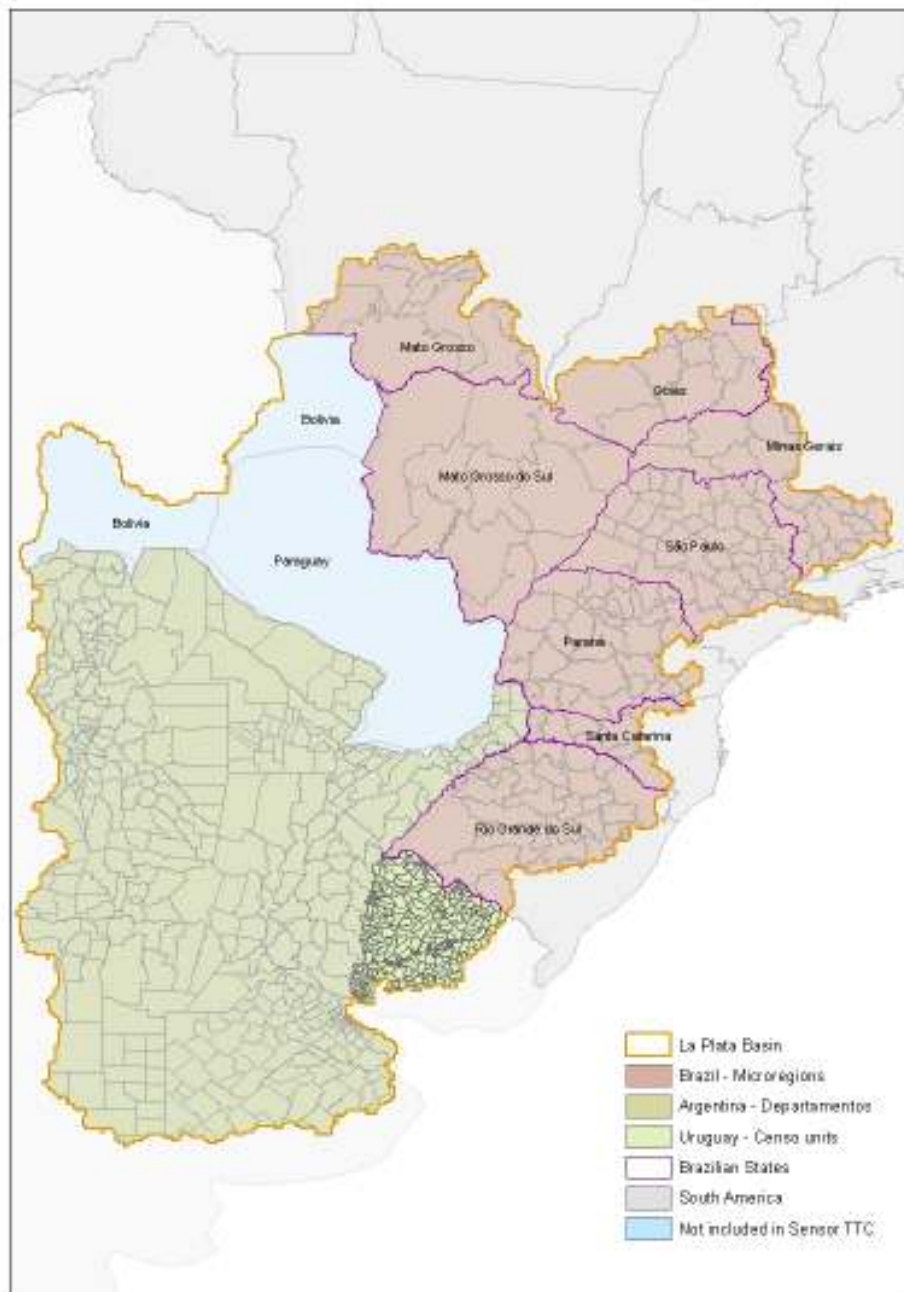 Mato Grosso
Goias
Bolivia
Minas Gerais
Mato Grosso do Sul
Bolivia
São Paulo
Paraguay
Paraná
Santa Catarina
Rio Grande do Sul
La Plata Basin
Brazil - Microregions
Argentina - Departamentos
Uruguay - Censo units
Brazilian States
South America
Not included in Sensor TTC